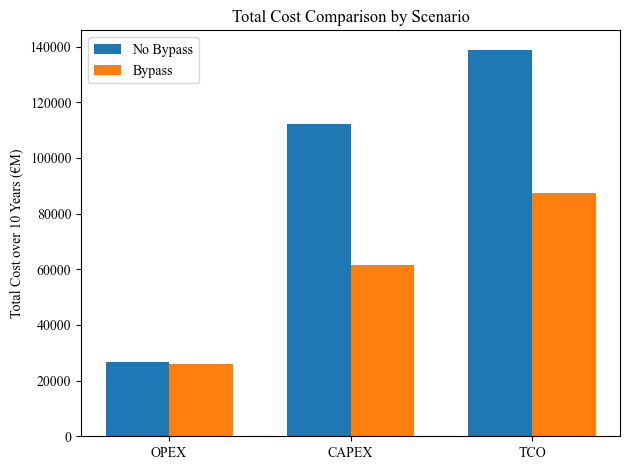 Total Cost Comparison by Scenario
No Bypass
Bypass
Total Cost over 10 Years (€M)
140000
120000
100000
80000
60000
40000
20000
0
OPEX
CAPEX
TCO